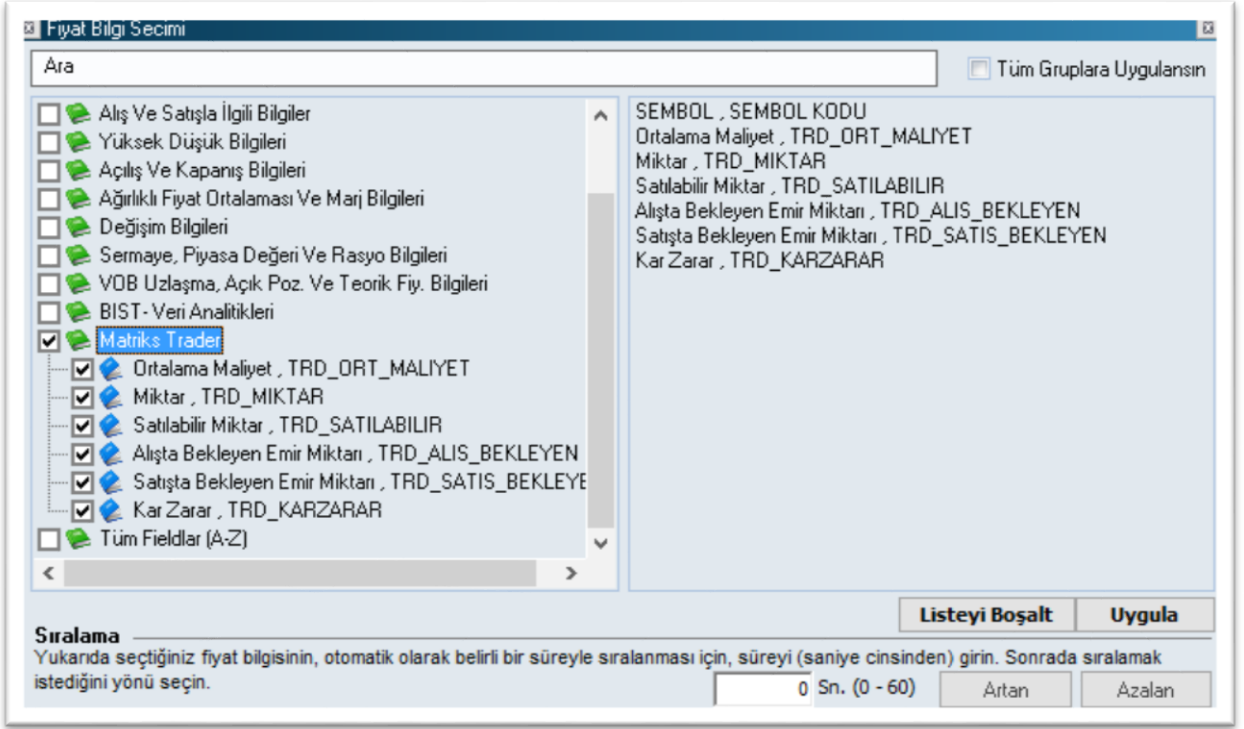 Fiyat Bilgi Secimi
Ara
Tüm Gruplara Uygulansın
Alış Ve Satışla İlgili Bilgiler
Yüksek Düşük Bilgileri
Açılış Ve Kapanış Bilgileri
Ağırlıklı Fiyat Ortalaması Ve Marj Bilgileri
Değişim Bilgileri
Sermaye, Piyasa Değeri Ve Rasyo Bilgileri
VOB Uzlaşma, Açık Poz. Ve Teorik Fiy. Bilgileri
BIST- Veri Analitikleri
Matriks Trader
Ortalama Maliyet , TRD_ORT_MALIYET
Miktar , TRD_MIKTAR
Satılabilir Miktar , TRD_SATILABILIR
Alışta Bekleyen Emir Miktarı , TRD_ALIS_BEKLEYEN
Satışta Bekleyen Emir Miktarı , TRD_SATIS_BEKLEYE
Kar Zarar , TRD_KARZARAR
Tüm Fieldlar (A-Z)
SEMBOL , SEMBOL KODU
Ortalama Maliyet , TRD_ORT_MALIYET
Miktar , TRD_MIKTAR
Satılabilir Miktar , TRD_SATILABILIR
Alışta Bekleyen Emir Miktarı , TRD_ALIS_BEKLEYEN
Satışta Bekleyen Emir Miktarı , TRD_SATIS_BEKLEYEN
Kar Zarar , TRD_KARZARAR
Listeyi Boşalt
Uygula
Sıralama
Yukarıda seçtiğiniz fiyat bilgisinin, otomatik olarak belirli bir süreyle sıralanması için, süreyi (saniye cinsinden) girin. Sonrada sıralamak
istediğini yönü seçin.
0 Sn. (0 - 60)
Artan
Azalan